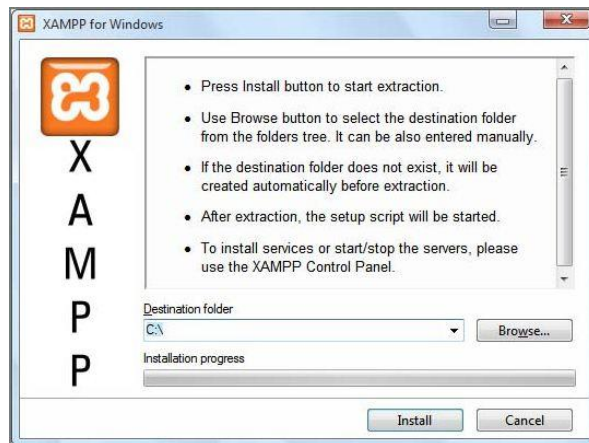 XAMPP for Windows
X
A
M
P
P
• Press Install button to start extraction.
• Use Browse button to select the destination folder
from the folders tree. It can be also entered manually.
• If the destination folder does not exist, it will be
created automatically before extraction.
• After extraction, the setup script will be started.
• To install services or start/stop the servers, please
use the XAMPP Control Panel.
Destination folder
C:\
Browse...
Installation progress
Install
Cancel